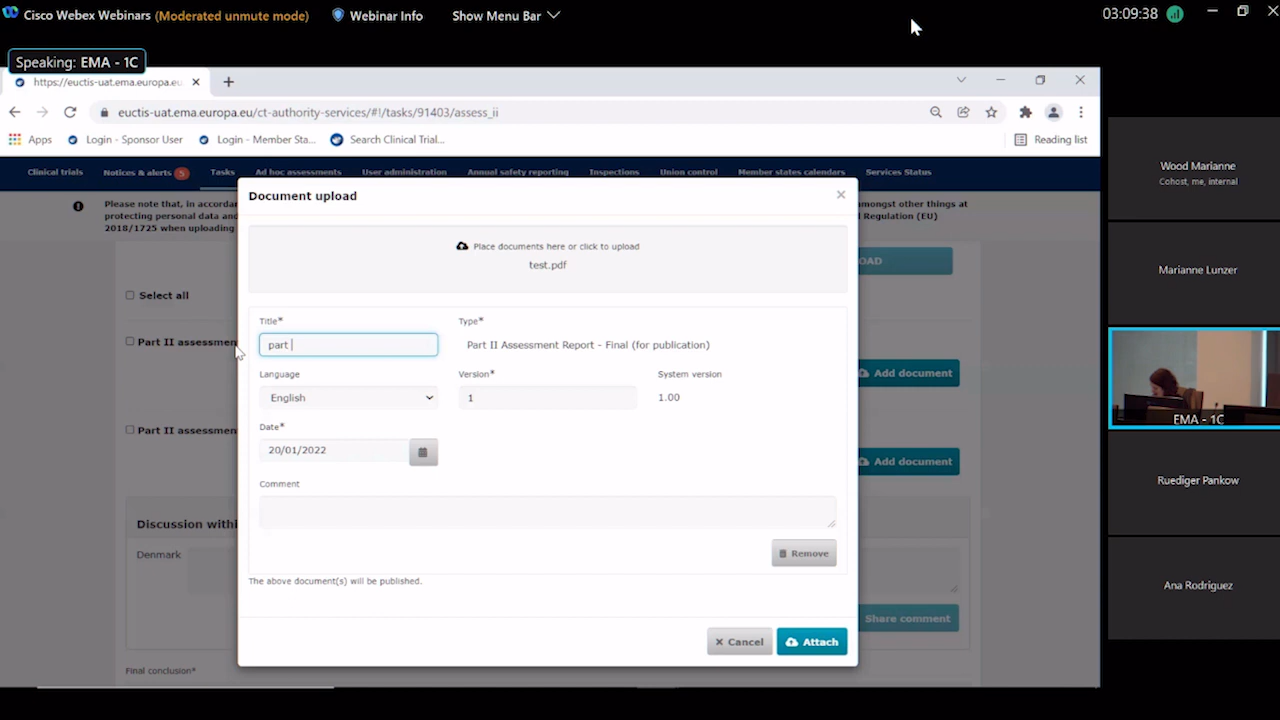 Cisco Webex Webinars (Moderated unmute mode) Webinar Info Show Menu Bar 03:09:38
Speaking: EMA - 1C
https://euctis-uat.ema.europa.eu
euctis-uat.ema.europa.eu/ct-authority-services/#!/tasks/91403/assess_ii
Apps Login - Sponsor User Login - Member Sta... Search Clinical Trial... Reading list
Clinical trials Notices & alerts 5 Tasks Ad hoc assessments User administration Annual safety reporting Inspections Union control Member states calendars Services Status
Please note that, in accordan
protecting personal data and
2018/1725 when uploading
amongst other things at
Regulation (EU)
OAD
Select all
Part II assessmen
Add document
Part II assessmen
Add document
Discussion withi
Denmark
Share comment
Final conclusion*
Document upload
Place documents here or click to upload
test.pdf
Title* Type*
part Part II Assessment Report - Final (for publication)
Language Version* System version
English 1 1.00
Date*
20/01/2022
Comment
Remove
The above document(s) will be published.
Cancel Attach
Wood Marianne
Cohost, me, internal
Marianne Lunzer
EMA - 1C
Ruediger Pankow
Ana Rodriguez